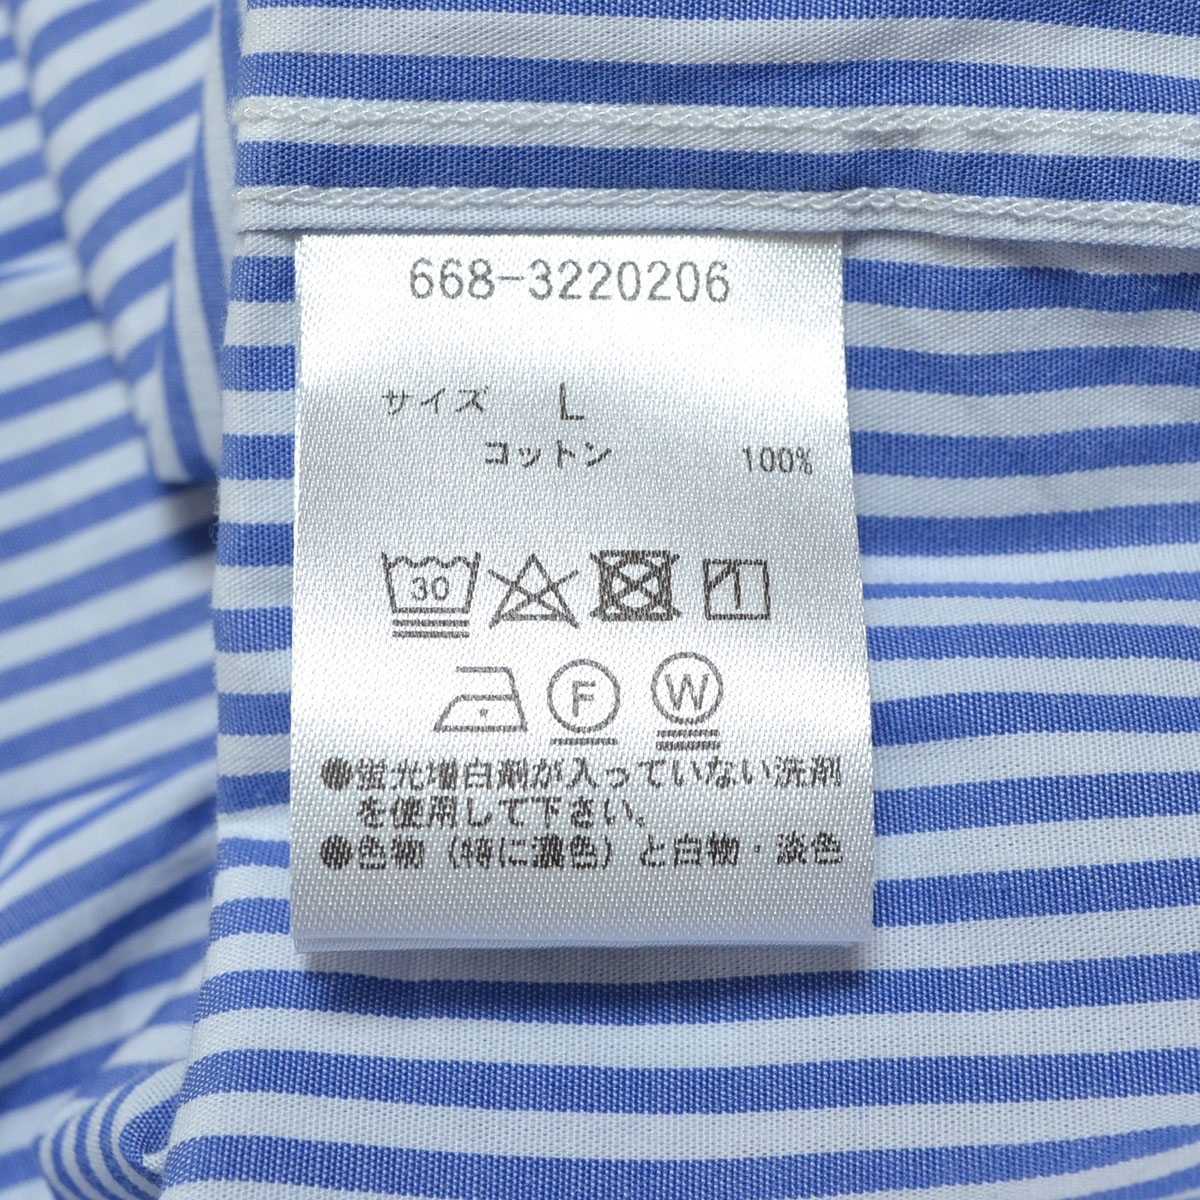 668-3220206
サイズ L
コットン 100%
30
1
F
W
●蛍光増白剤が入っていない洗剤
を使用して下さい。
●色物（特に濃色）と白物・淡色